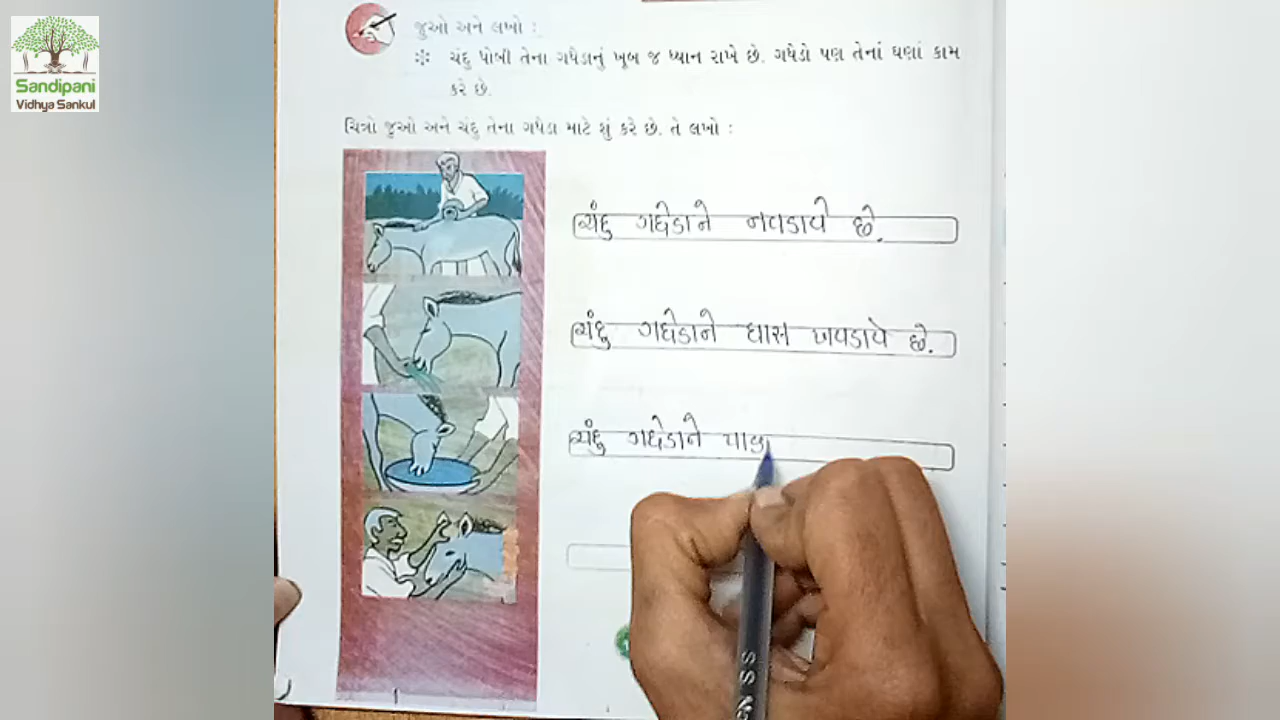 Sandipani
Vidhya Sankul
જુઓ અને લખો :
❊ ચંદુ ધોબી તેના ગધેડાનું ખૂબ જ ધ્યાન રાખે છે. ગધેડો પણ તેનાં ઘણાં કામ
કરે છે.
ચિત્રો જુઓ અને ચંદુ તેના ગધેડા માટે શું કરે છે. તે લખો :
ચંદુ ગધેડાને નવડાવે છે.
ચંદુ ગધેડાને ઘાસ ખવડાવે છે.
ચંદુ ગધેડાને